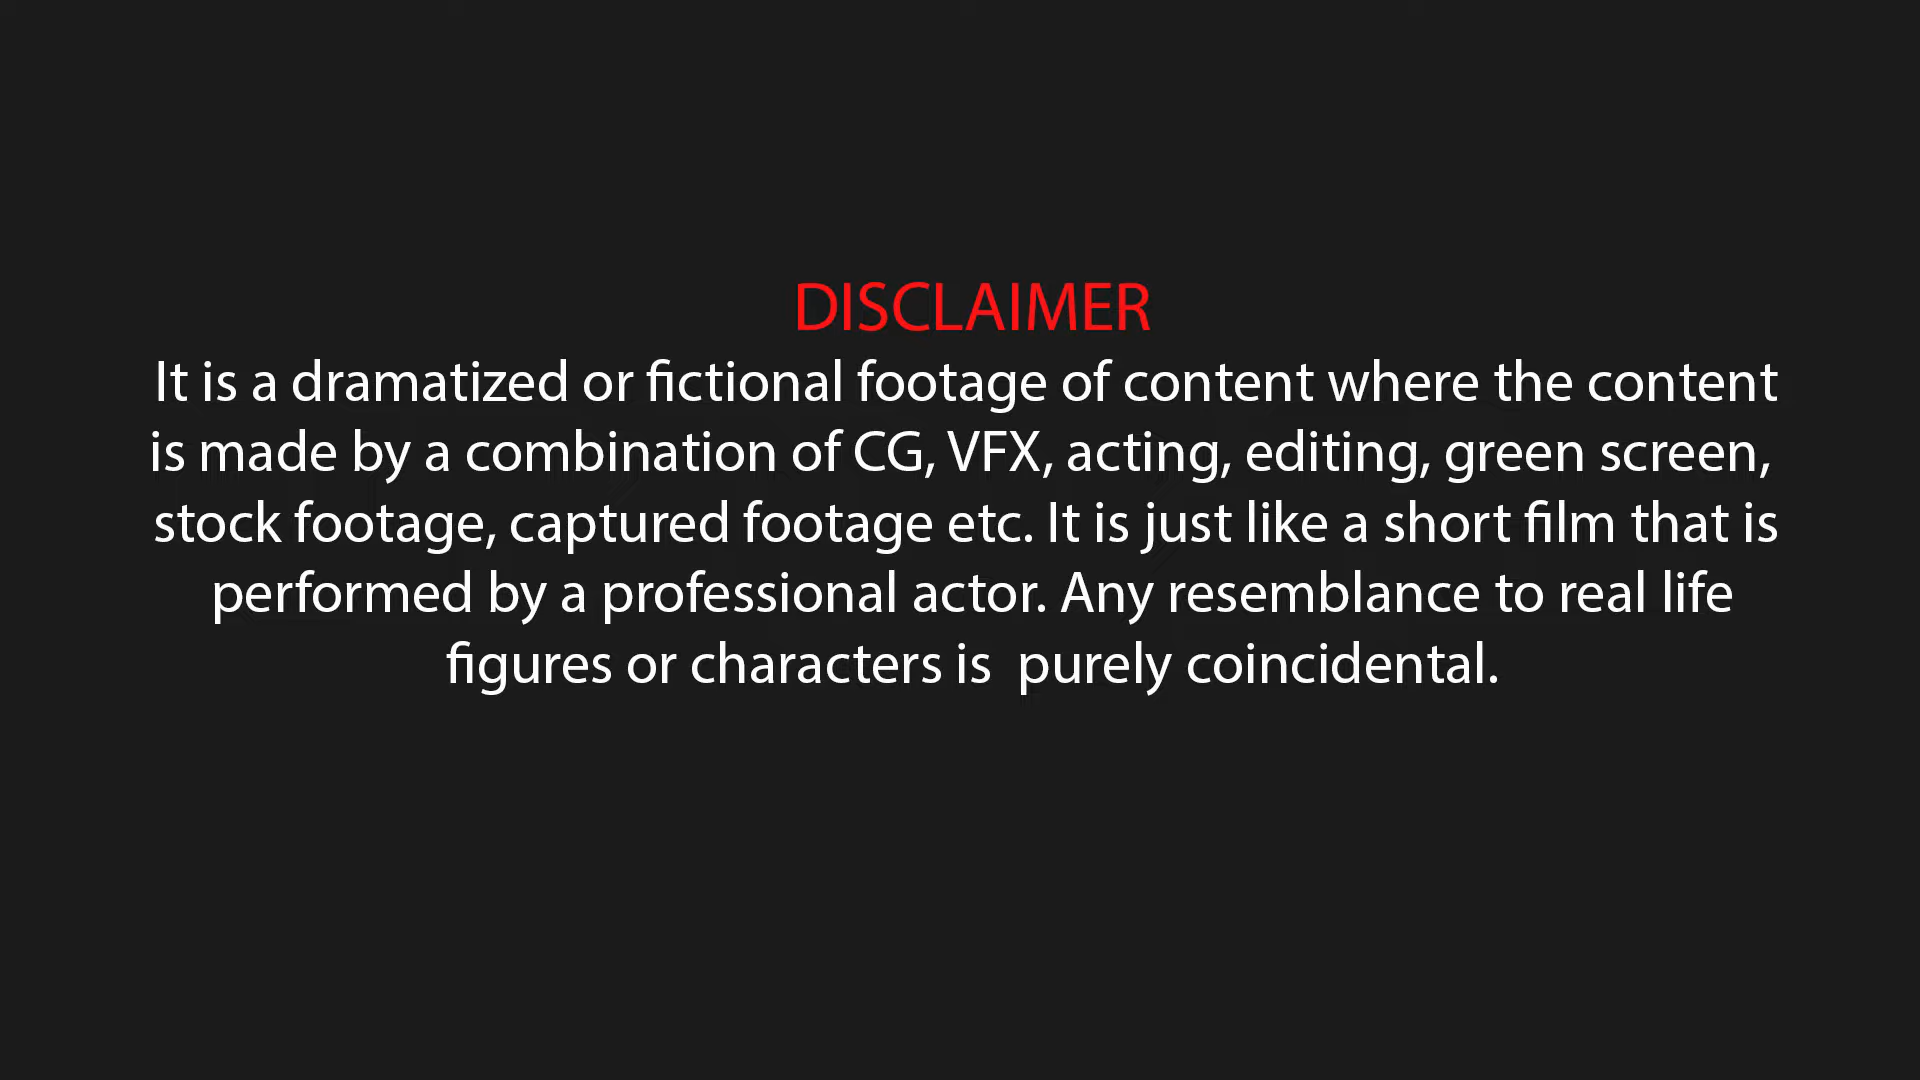 DISCLAIMER
It is a dramatized or fictional footage of content where the content
is made by a combination of CG, VFX, acting, editing, green screen,
stock footage, captured footage etc. It is just like a short film that is
performed by a professional actor. Any resemblance to real life
figures or characters is  purely coincidental.